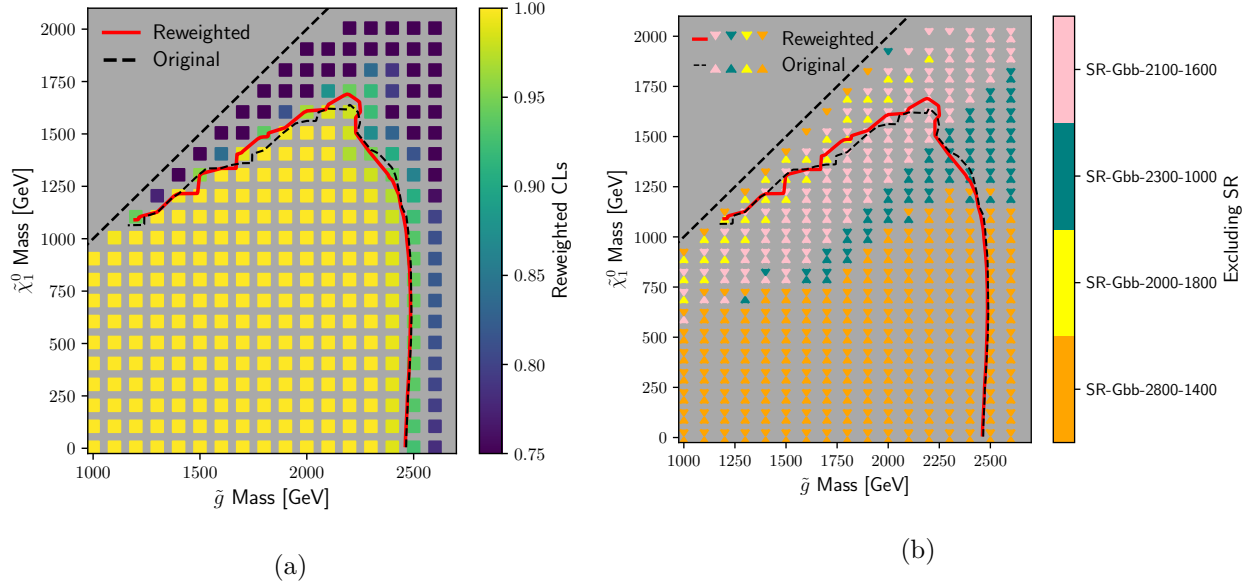 Reweighted
Original
2000
1750
1500
1250
1000
750
500
250
0
χ̃₁⁰ Mass [GeV]
1000
1500
2000
2500
g̃ Mass [GeV]
1.00
0.95
0.90
0.85
0.80
0.75
Reweighted CLs
(a)
Reweighted
Original
2000
1750
1500
1250
1000
750
500
250
0
χ̃₁⁰ Mass [GeV]
1000
1250
1500
1750
2000
2250
2500
g̃ Mass [GeV]
SR-Gbb-2100-1600
SR-Gbb-2300-1000
SR-Gbb-2000-1800
SR-Gbb-2800-1400
Excluding SR
(b)